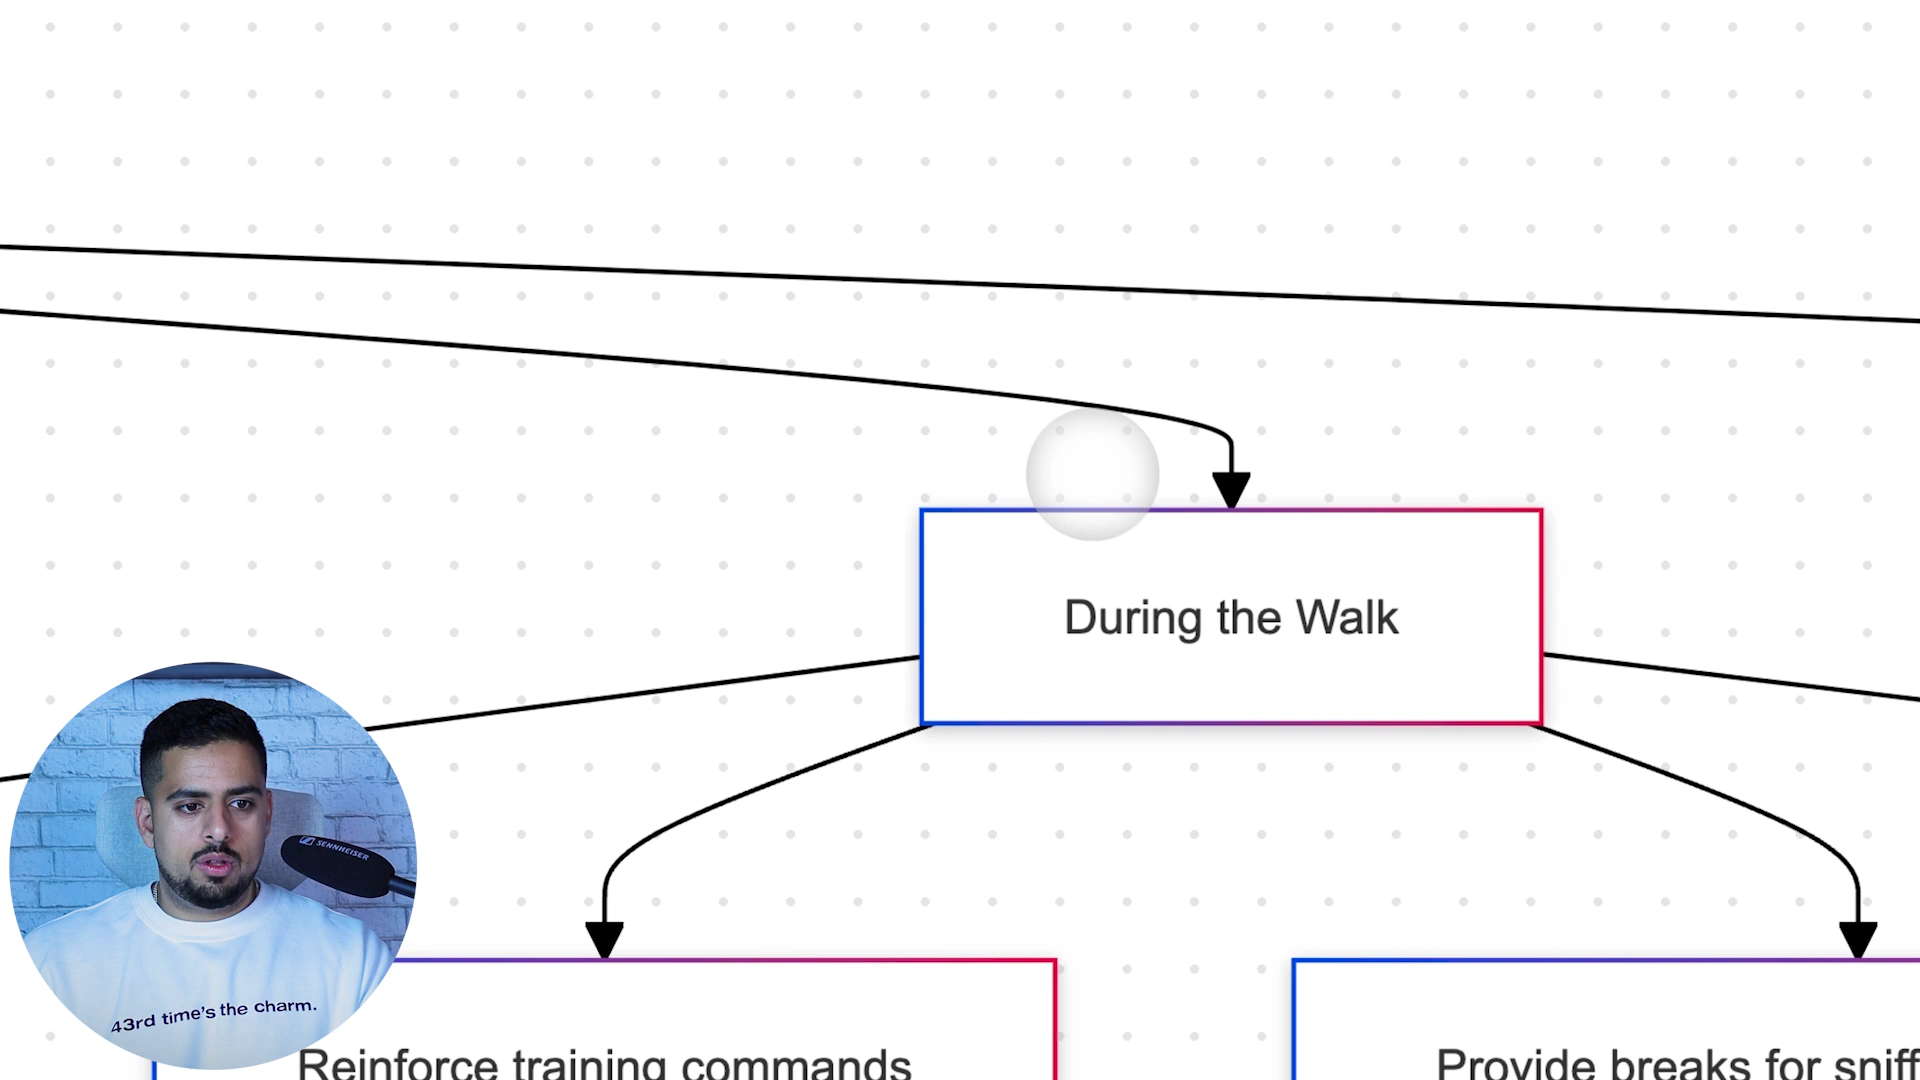 During the Walk
SENNHEISER
43rd time's the charm.
Reinforce training commands
Provide breaks for sniff